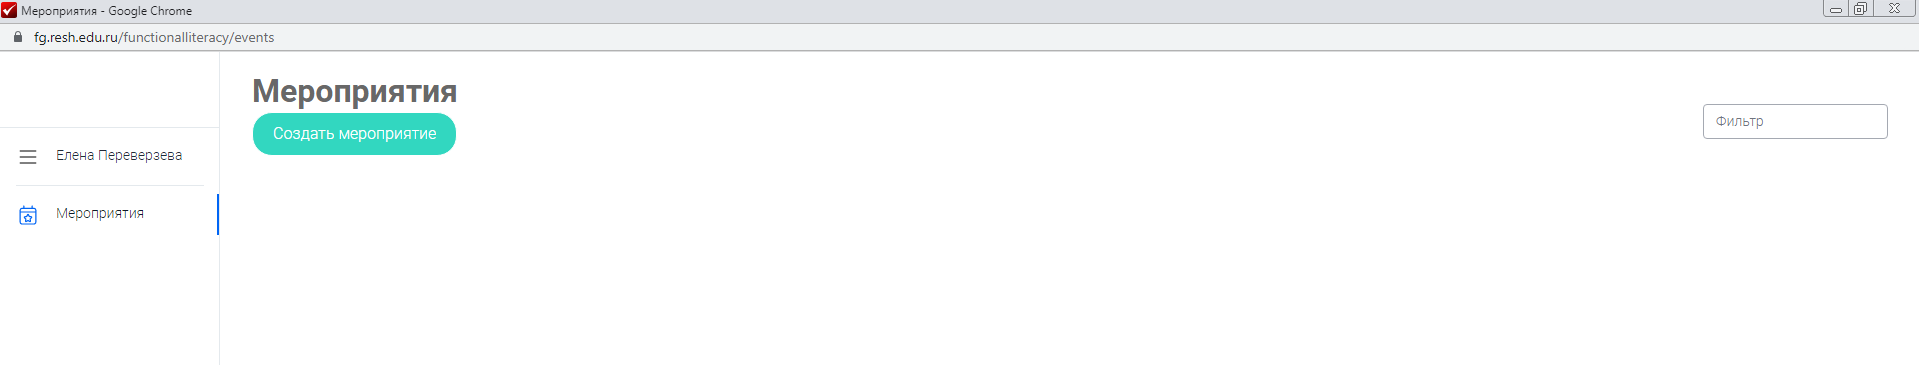 Мероприятия - Google Chrome
fg.resh.edu.ru/functionalliteracy/events
Мероприятия
Создать мероприятие
Фильтр
Елена Переверзева
Мероприятия